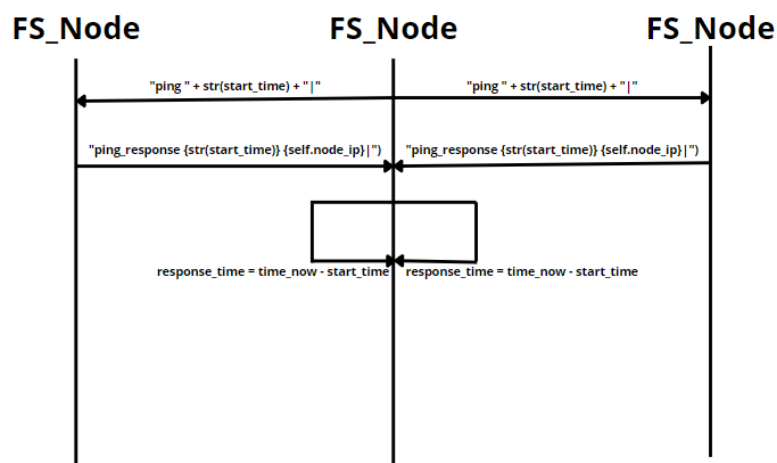 FS_Node FS_Node FS_Node
"ping " + str(start_time) + "|" "ping " + str(start_time) + "|"
"ping_response {str(start_time)} {self.node_ip}|") "ping_response {str(start_time)} {self.node_ip}|")
response_time = time_now - start_time response_time = time_now - start_time